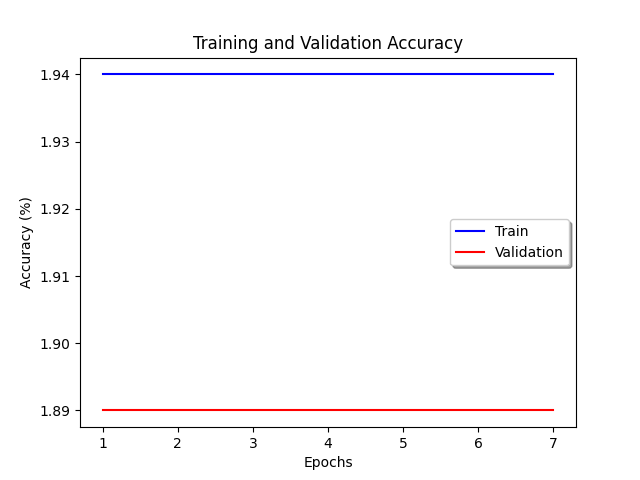 Training and Validation Accuracy
1.94
1.93
1.92
1.91
1.90
1.89
Accuracy (%)
Train
Validation
1 2 3 4 5 6 7
Epochs